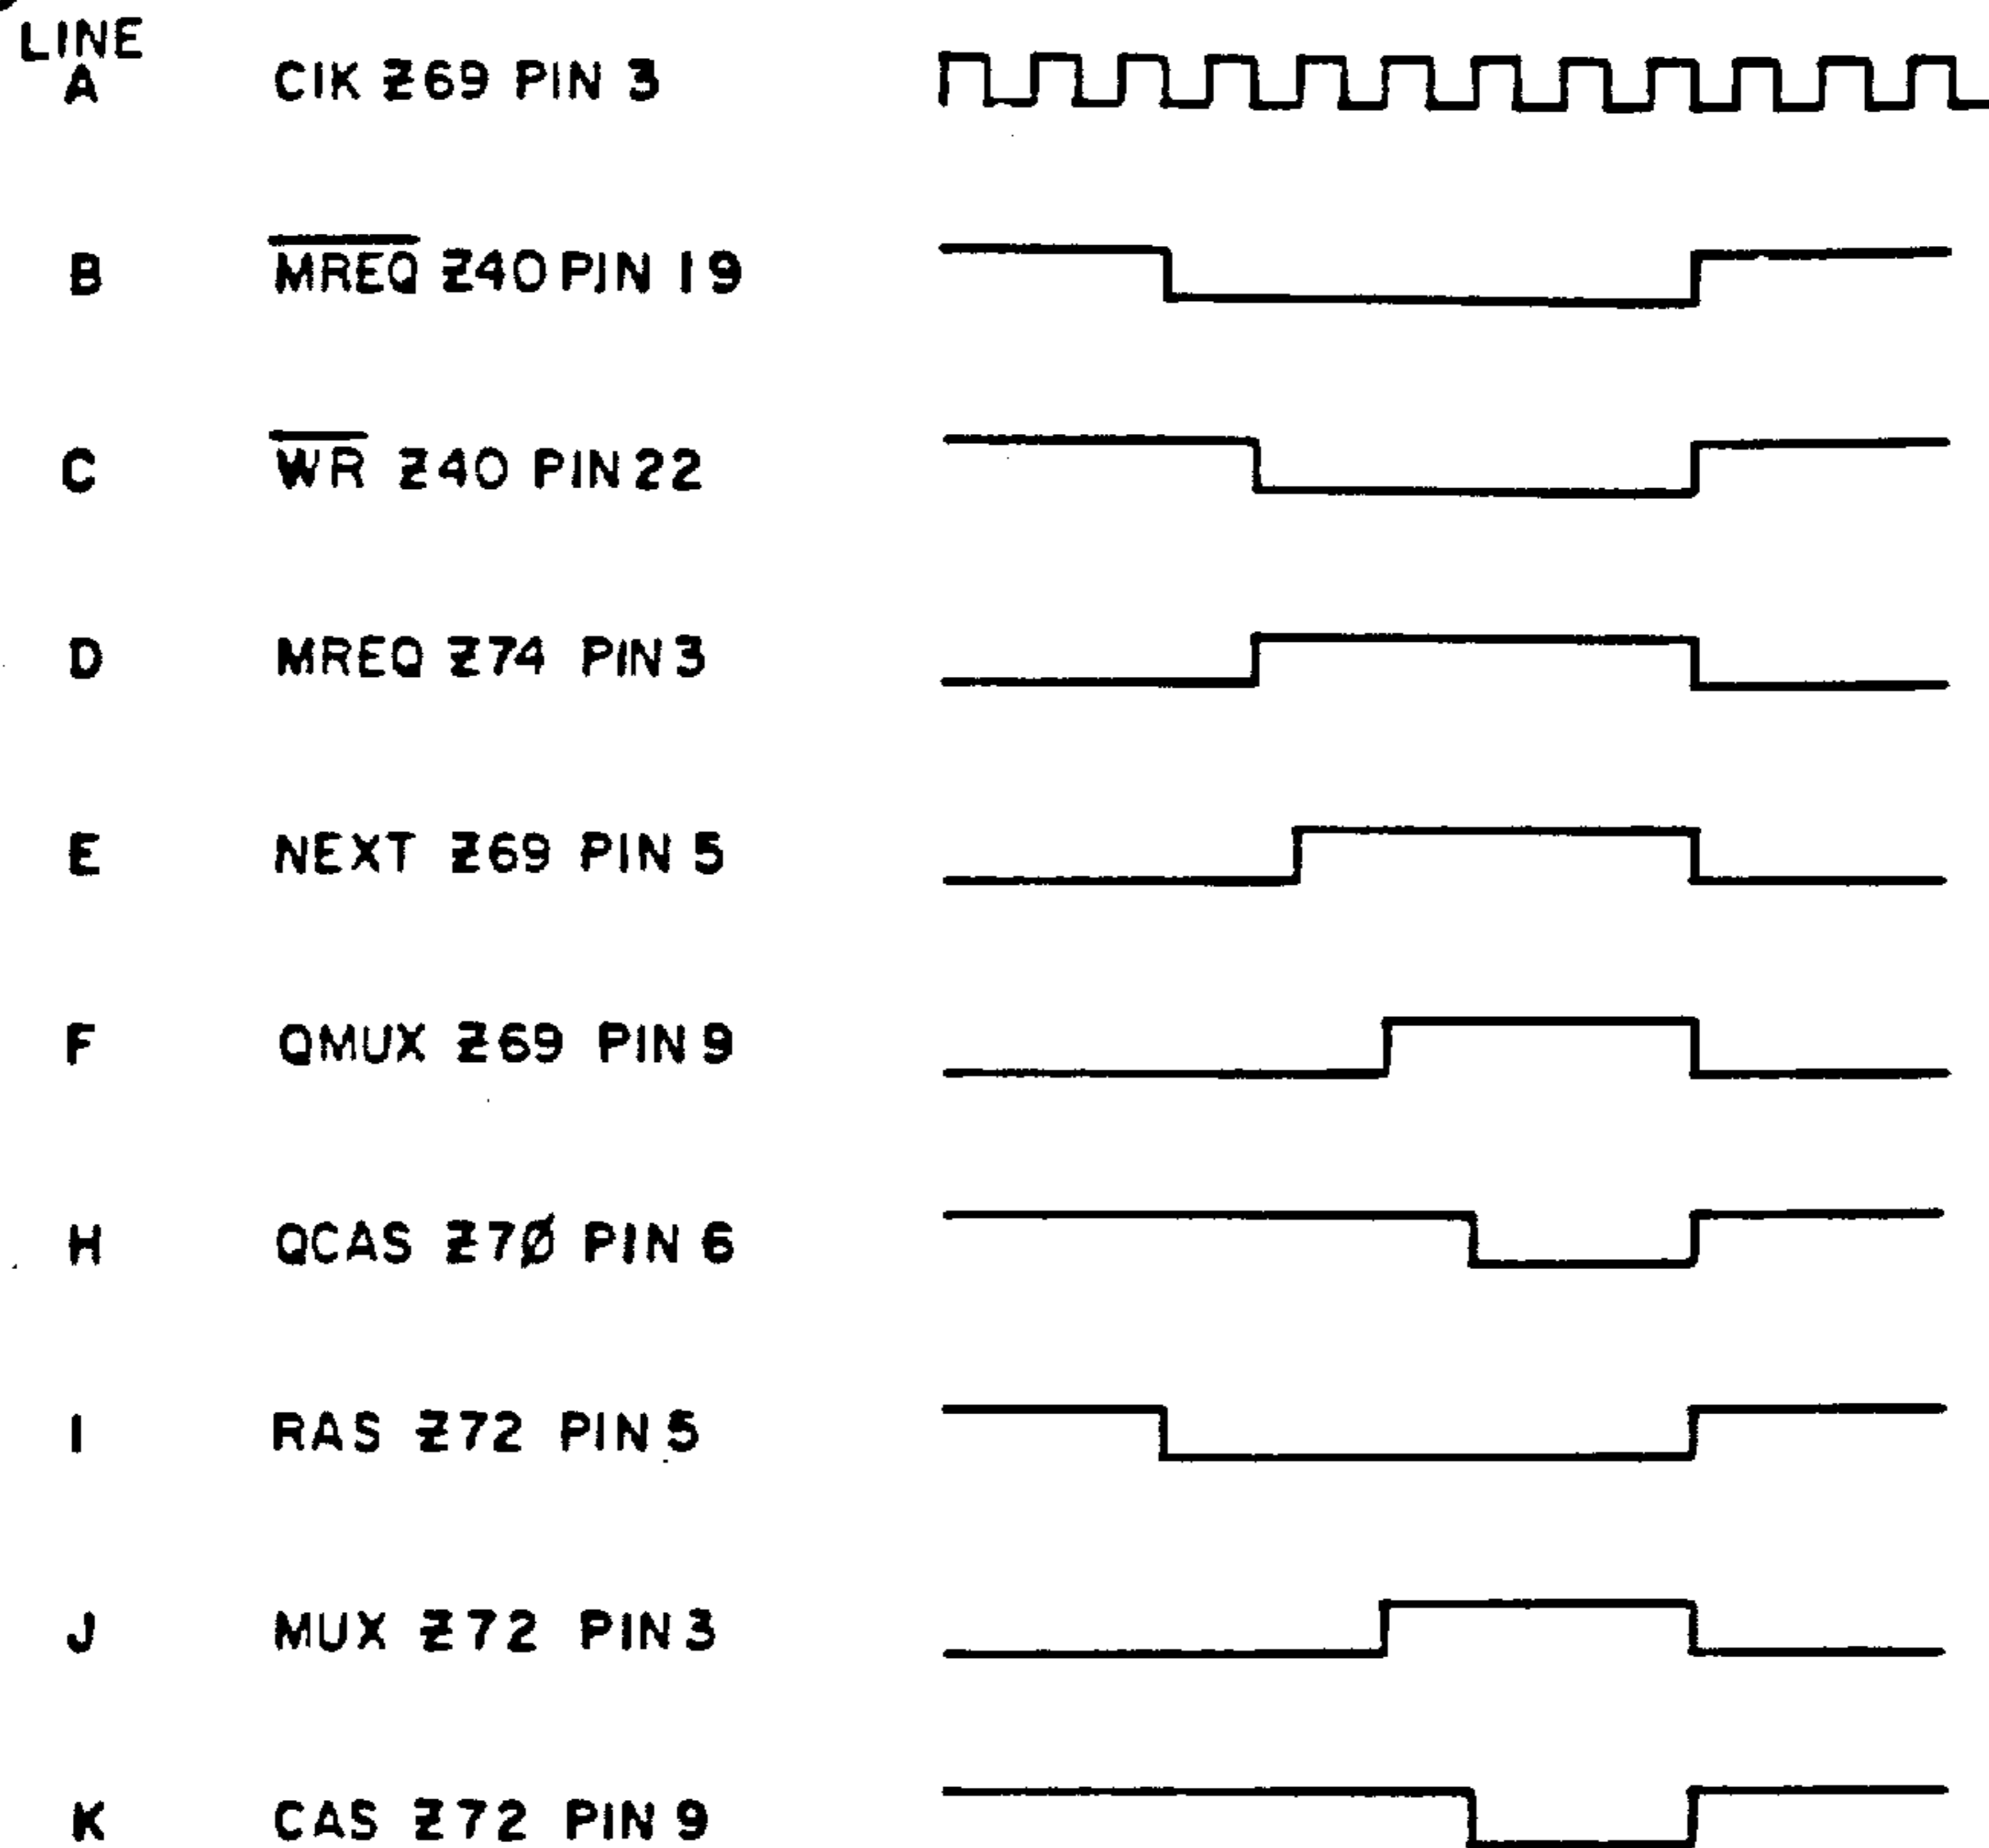 LINE
A CIK Z69 PIN 3
B MREQ Z40 PIN 19
C WR Z40 PIN 22
D MREQ Z74 PIN 3
E NEXT Z69 PIN 5
F QMUX Z69 PIN 9
H QCAS Z7Ø PIN 6
I RAS Z72 PIN 5
J MUX Z72 PIN 3
K CAS Z72 PIN 9